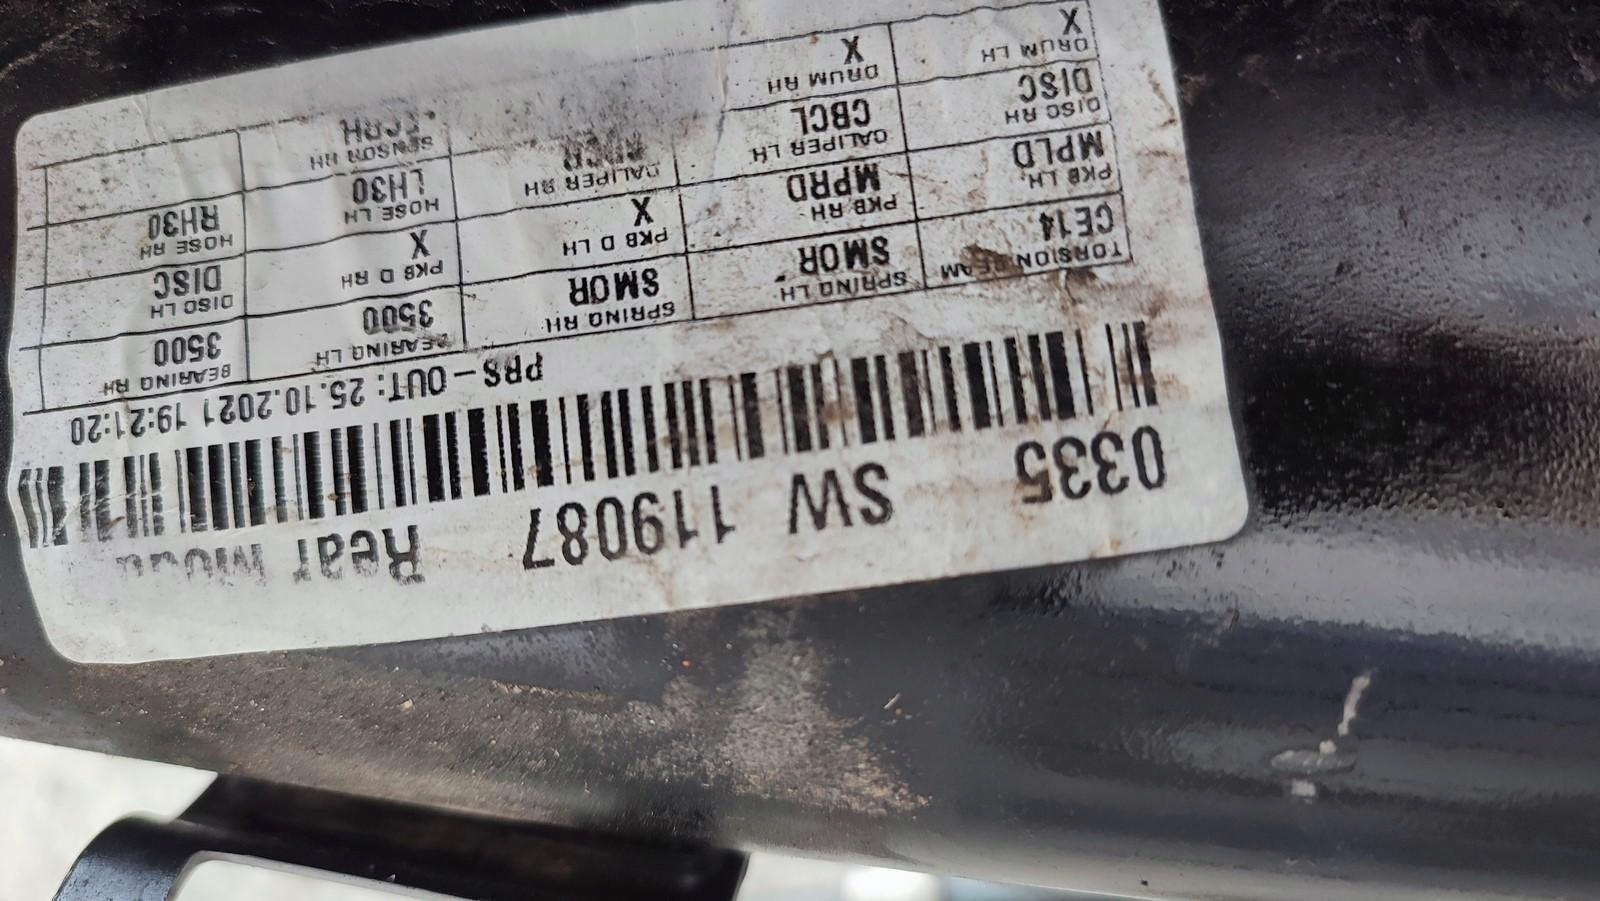 0335 SW 119087 Rear
PBS-OUT: 25.10.2021 19:21:20
TORSION BEAM SPRING LH SPRING RH BEARING LH BEARING RH
CE14 SMOR SMOR 3500 3500
PKB LH PKB RH PKB D LH PKB D RH DISC LH
MPLD MPRD X X DISC
DISC RH CALIPER LH CALIPER RH HOSE LH HOSE RH
DISC CBCL LH30 RH30
DRUM LH DRUM RH SENSOR RH
X X